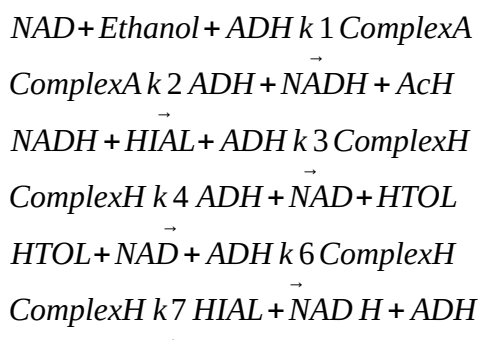 NAD+Ethanol+ADH k 1 ComplexA
ComplexA k 2 ADH+NADH→+AcH
NADH+HIAL→+ADH k 3 ComplexH
ComplexH k 4 ADH+NAD→+HTOL
HTOL+NAD→+ADH k 6 ComplexH
ComplexH k 7 HIAL+NAD→ H+ADH